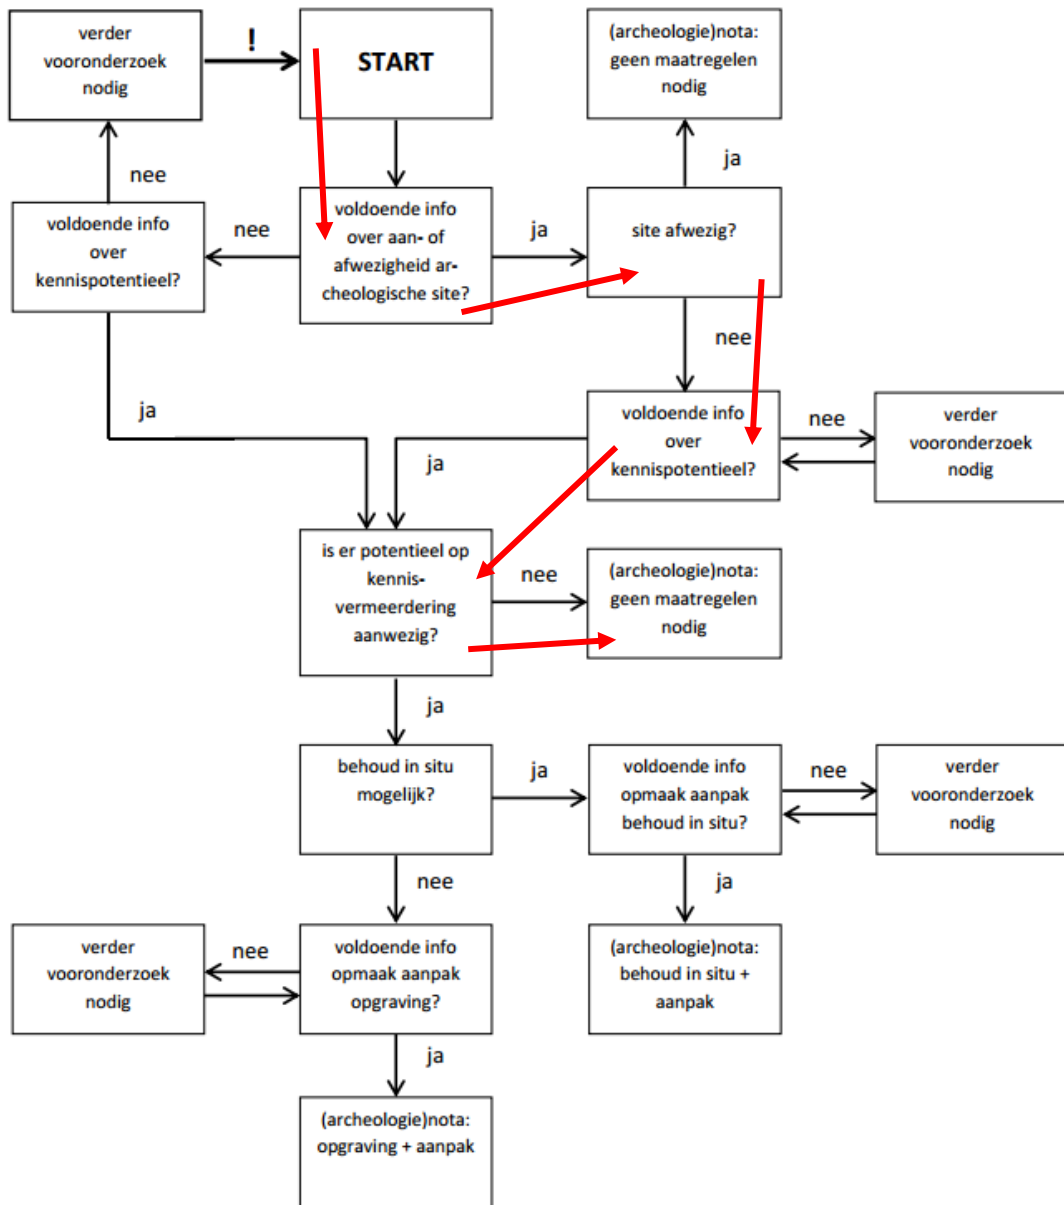 verder
vooronderzoek
nodig
!
START
(archeologie)nota:
geen maatregelen
nodig
nee
ja
voldoende info
over
kennispotentieel?
nee
voldoende info
over aan- of
afwezigheid ar-
cheologische site?
ja
site afwezig?
nee
ja
voldoende info
over
kennispotentieel?
nee
verder
vooronderzoek
nodig
ja
is er potentieel op
kennis-
vermeerdering
aanwezig?
nee
(archeologie)nota:
geen maatregelen
nodig
ja
behoud in situ
mogelijk?
ja
voldoende info
opmaak aanpak
behoud in situ?
nee
verder
vooronderzoek
nodig
nee
ja
verder
vooronderzoek
nodig
nee
voldoende info
opmaak aanpak
opgraving?
(archeologie)nota:
behoud in situ +
aanpak
ja
(archeologie)nota:
opgraving + aanpak